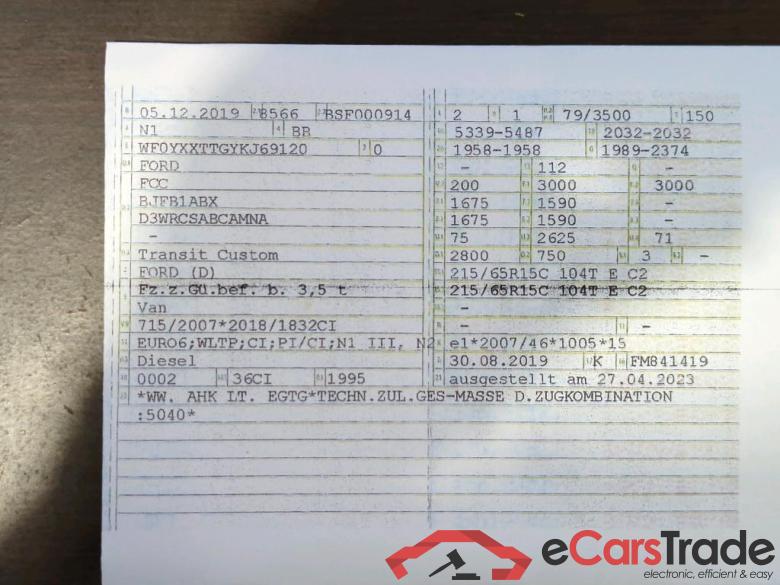 05.12.2019 8566 BSF000914
N1 BB
WF0YXXTTGYKJ69120 0
FORD
FCC
BJFB1ABX
D3WRCSABCAMNA
-
Transit Custom
FORD (D)
Fz.z.Gü.bef. b. 3,5 t
Van
715/2007*2018/1832CI
EURO6;WLTP;CI;PI/CI;N1 III, N2
Diesel
0002 36CI 1995
*WW. AHK LT. EGTG*TECHN.ZUL.GES-MASSE D.ZUGKOMBINATION
:5040*
2 1 79/3500 150
5339-5487 2032-2032
1958-1958 1989-2374
- 112 -
200 3000 3000
1675 1590 -
1675 1590 -
75 2625 71
2800 750 3 -
215/65R15C 104T E C2
215/65R15C 104T E C2
-
- -
e1*2007/46*1005*15
30.08.2019 K FM841419
ausgestellt am 27.04.2023
eCarsTrade
electronic, efficient & easy